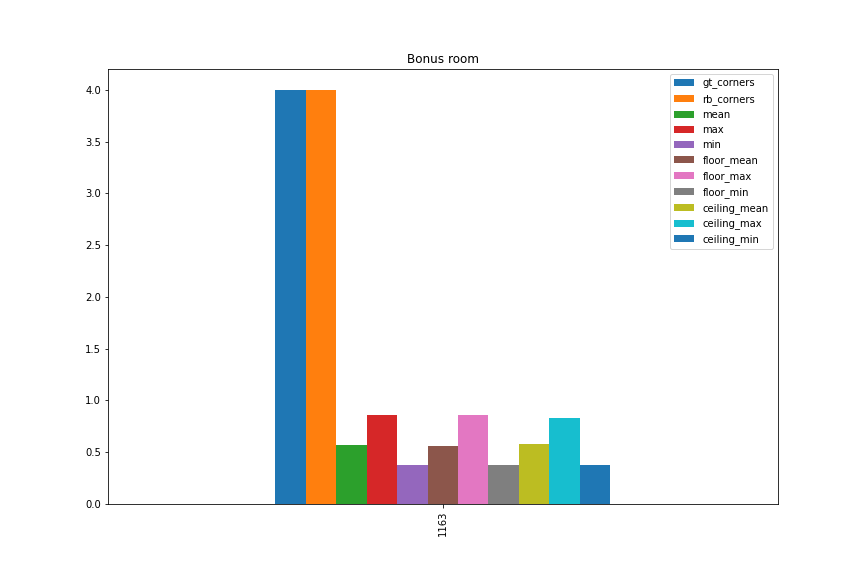 Bonus room
4.0
3.5
3.0
2.5
2.0
1.5
1.0
0.5
0.0
1163
gt_corners
rb_corners
mean
max
min
floor_mean
floor_max
floor_min
ceiling_mean
ceiling_max
ceiling_min